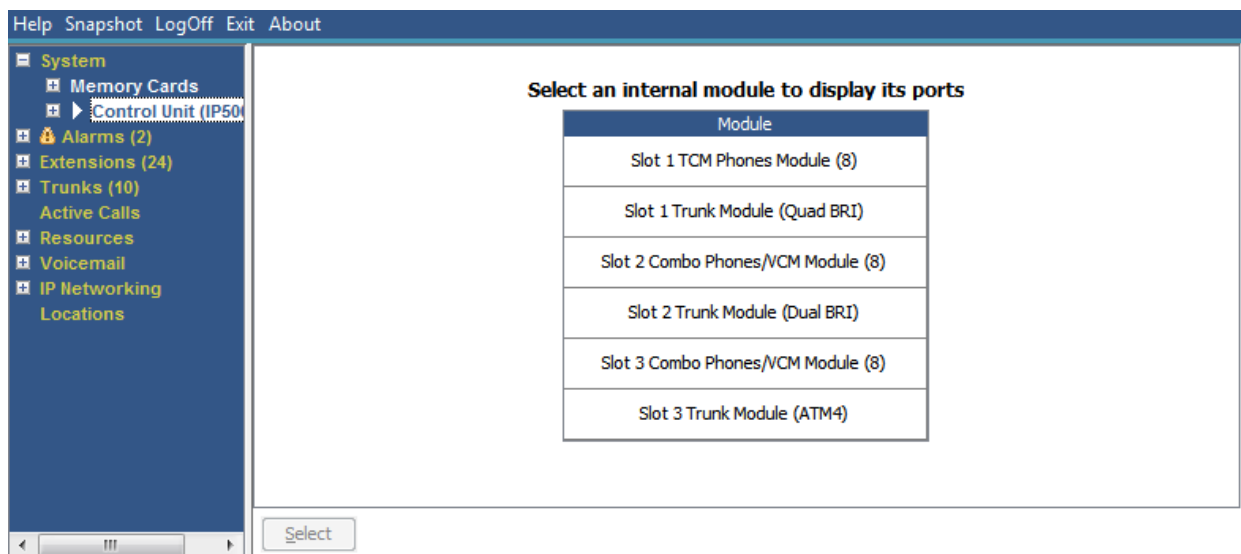 Help Snapshot LogOff Exit About
System
Memory Cards
Control Unit (IP50
Alarms (2)
Extensions (24)
Trunks (10)
Active Calls
Resources
Voicemail
IP Networking
Locations
Select an internal module to display its ports
Module
Slot 1 TCM Phones Module (8)
Slot 1 Trunk Module (Quad BRI)
Slot 2 Combo Phones/VCM Module (8)
Slot 2 Trunk Module (Dual BRI)
Slot 3 Combo Phones/VCM Module (8)
Slot 3 Trunk Module (ATM4)
Select